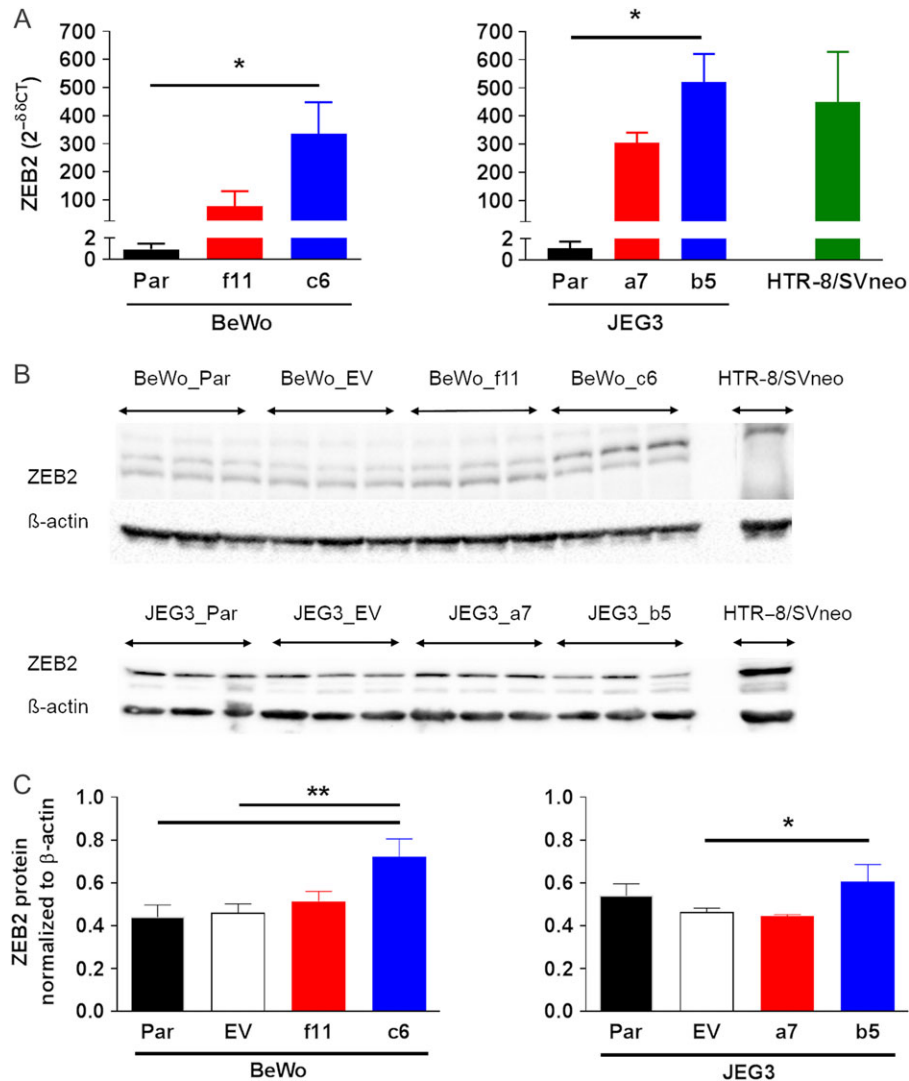 A
ZEB2 (2⁻ᵟᵟCT)
700
600
500
400
300
200
100
2
0
*
Par f11 c6
BeWo
700
600
500
400
300
200
100
2
0
*
Par a7 b5 HTR-8/SVneo
JEG3
B
BeWo_Par BeWo_EV BeWo_f11 BeWo_c6 HTR-8/SVneo
ZEB2
ß-actin
JEG3_Par JEG3_EV JEG3_a7 JEG3_b5 HTR–8/SVneo
ZEB2
ß-actin
C
ZEB2 protein
normalized to β-actin
1.0
0.8
0.6
0.4
0.2
0.0
**
Par EV f11 c6
BeWo
1.0
0.8
0.6
0.4
0.2
0.0
*
Par EV a7 b5
JEG3